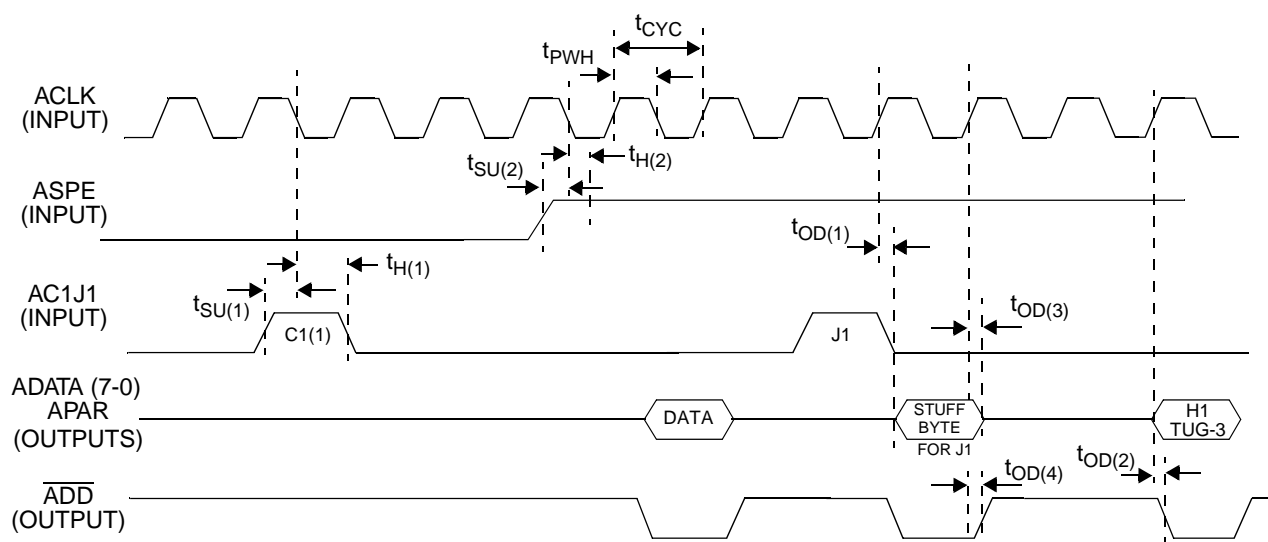 tCYC
tPWH
ACLK
(INPUT)
tSU(2)
tH(2)
ASPE
(INPUT)
tOD(1)
tH(1)
AC1J1
(INPUT)
tSU(1)
C1(1)
J1
tOD(3)
ADATA (7-0)
APAR
(OUTPUTS)
DATA
STUFF
BYTE
FOR J1
H1
TUG-3
tOD(4)
tOD(2)
ADD
(OUTPUT)